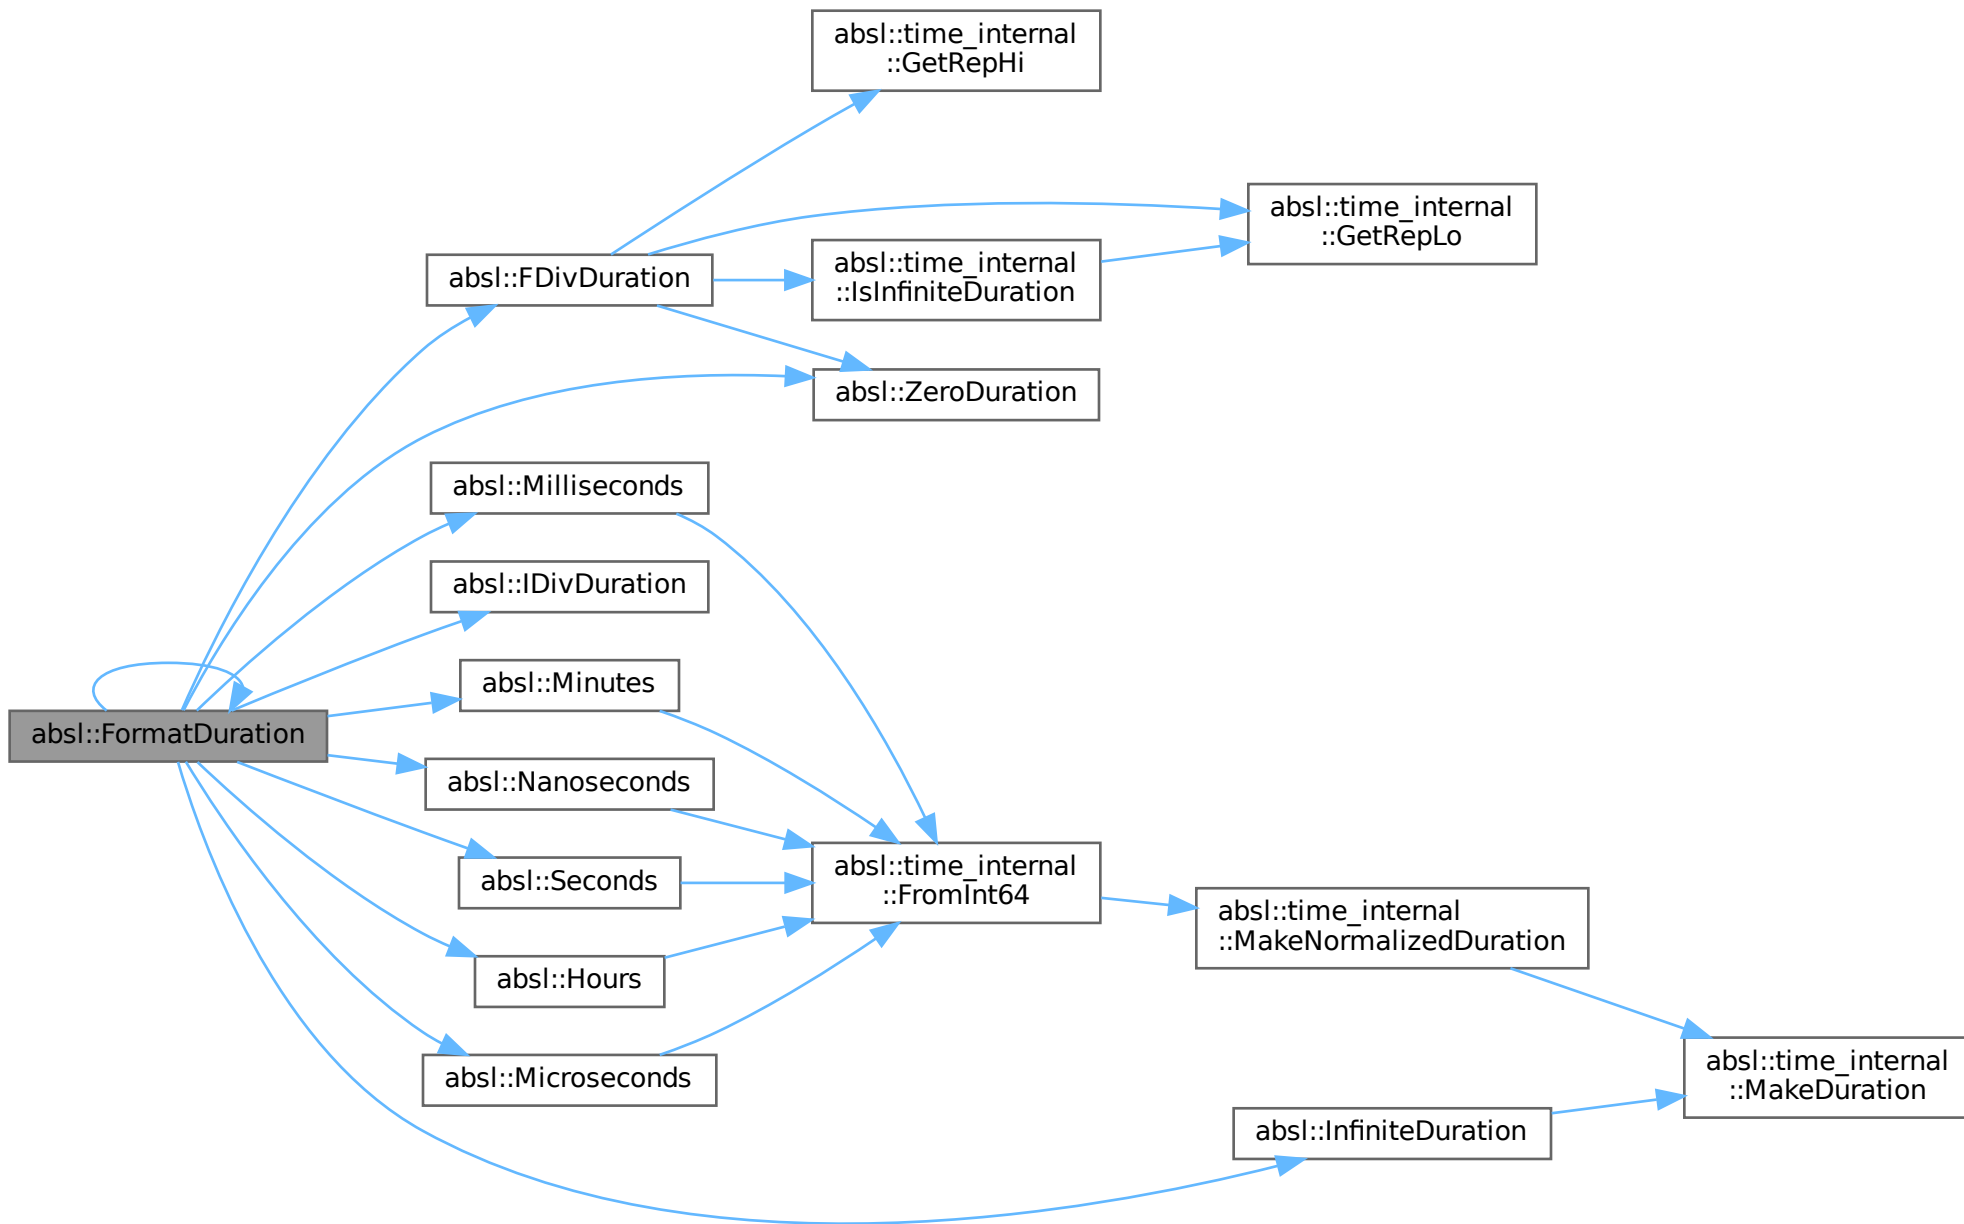 absl::time_internal
::GetRepHi
absl::time_internal
::GetRepLo
absl::FDivDuration
absl::time_internal
::IsInfiniteDuration
absl::ZeroDuration
absl::Milliseconds
absl::IDivDuration
absl::Minutes
absl::FormatDuration
absl::Nanoseconds
absl::Seconds
absl::time_internal
::FromInt64
absl::time_internal
::MakeNormalizedDuration
absl::Hours
absl::Microseconds
absl::time_internal
::MakeDuration
absl::InfiniteDuration